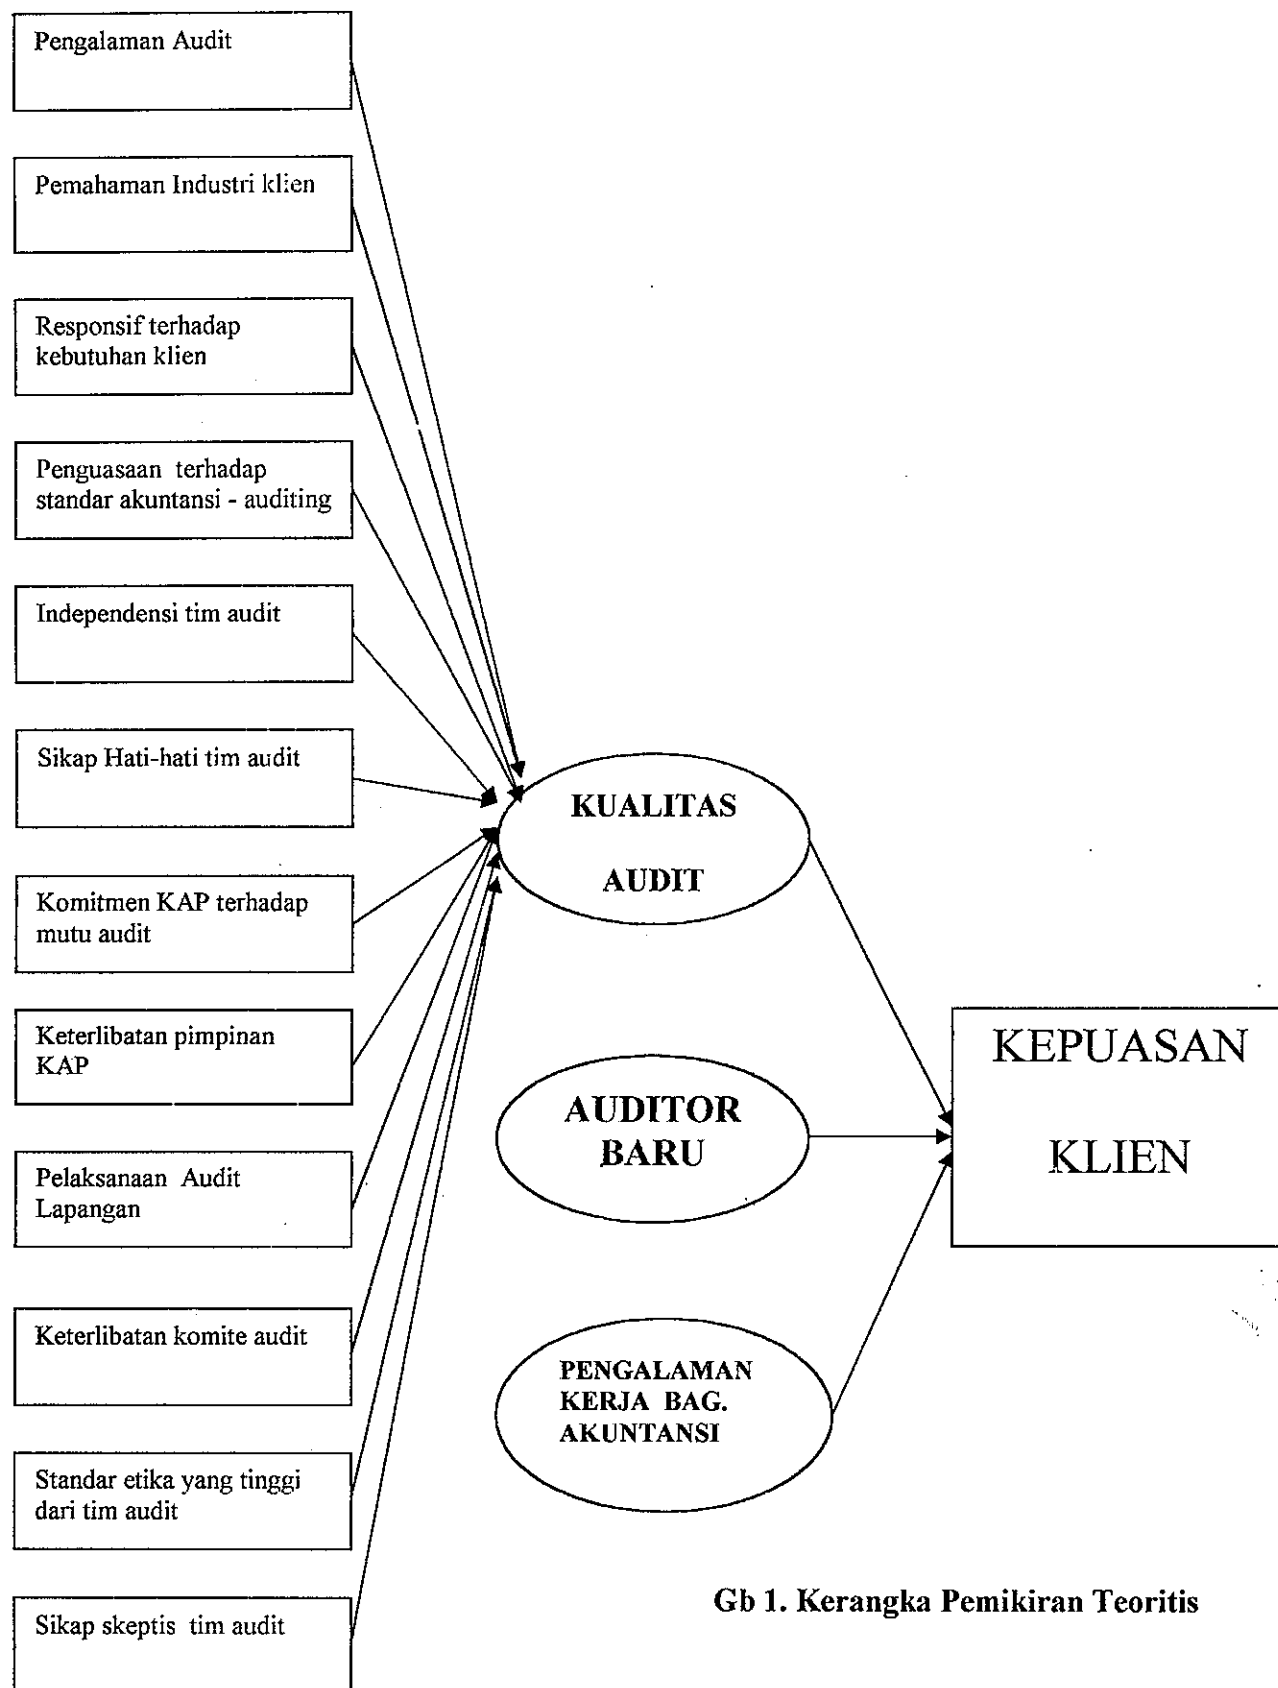 Pengalaman Audit
Pemahaman Industri klien
Responsif terhadap
kebutuhan klien
Penguasaan terhadap
standar akuntansi - auditing
Independensi tim audit
Sikap Hati-hati tim audit
Komitmen KAP terhadap
mutu audit
Keterlibatan pimpinan
KAP
Pelaksanaan Audit
Lapangan
Keterlibatan komite audit
Standar etika yang tinggi
dari tim audit
Sikap skeptis tim audit
KUALITAS
AUDIT
AUDITOR
BARU
PENGALAMAN
KERJA BAG.
AKUNTANSI
KEPUASAN
KLIEN
Gb 1. Kerangka Pemikiran Teoritis